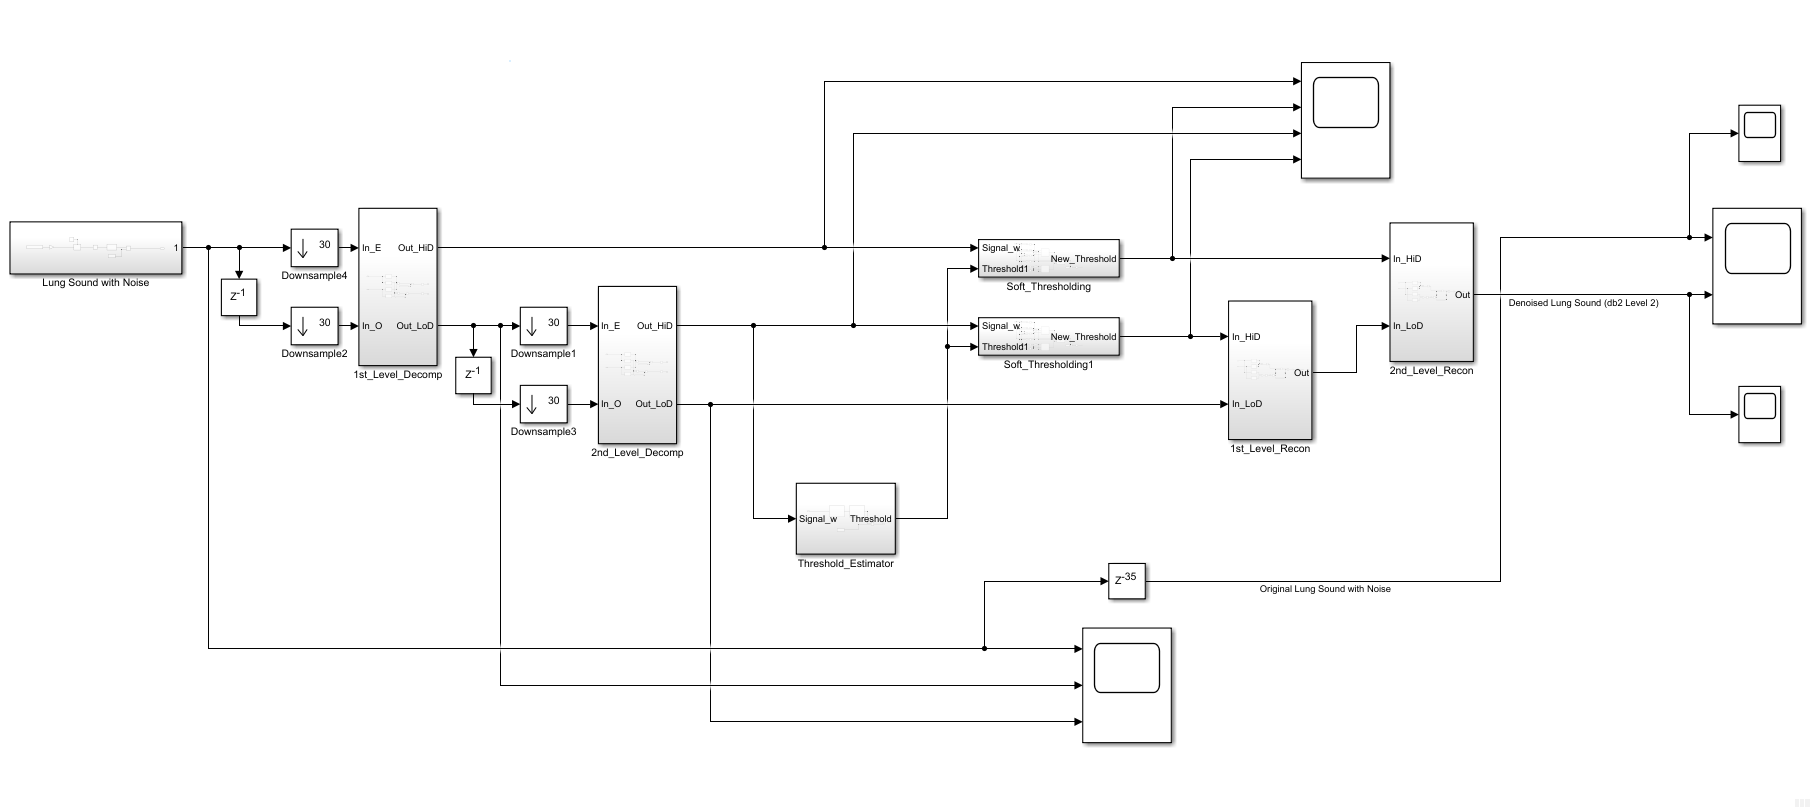 1
Lung Sound with Noise
Z-1
30
Downsample4
30
Downsample2
In_E
Out_HiD
In_O
Out_LoD
1st_Level_Decomp
Z-1
30
Downsample1
30
Downsample3
In_E
Out_HiD
In_O
Out_LoD
2nd_Level_Decomp
Signal_w
Threshold
Threshold_Estimator
Signal_w
New_Threshold
Threshold1
Soft_Thresholding
Signal_w
New_Threshold
Threshold1
Soft_Thresholding1
In_HiD
Out
In_LoD
1st_Level_Recon
In_HiD
Out
In_LoD
2nd_Level_Recon
Denoised Lung Sound (db2 Level 2)
Z-35
Original Lung Sound with Noise